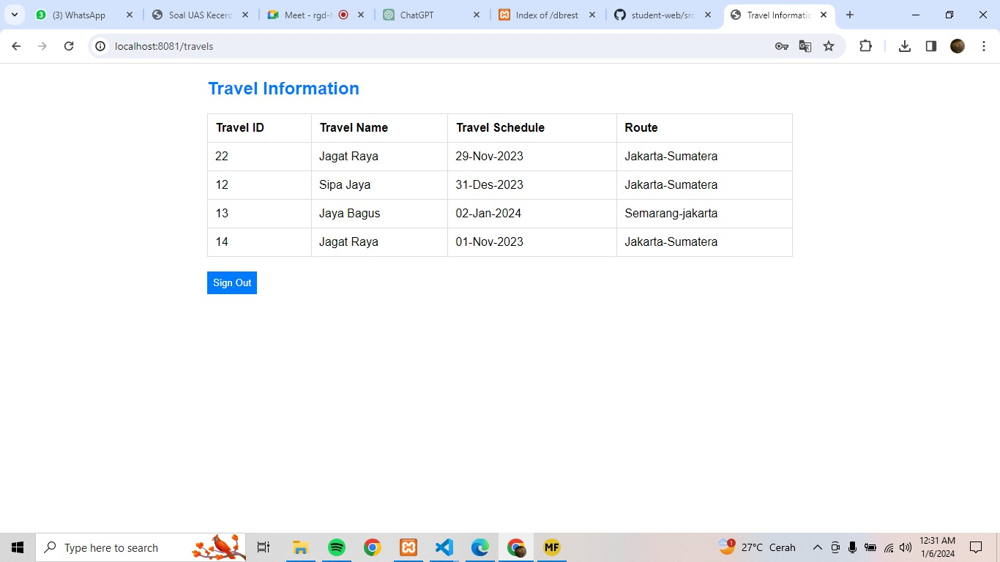 (3) WhatsApp
Soal UAS Kecerd
Meet - rgd-
ChatGPT
Index of /dbrest
student-web/src
Travel Informatio
localhost:8081/travels
Travel Information
Travel ID Travel Name Travel Schedule Route
22 Jagat Raya 29-Nov-2023 Jakarta-Sumatera
12 Sipa Jaya 31-Des-2023 Jakarta-Sumatera
13 Jaya Bagus 02-Jan-2024 Semarang-jakarta
14 Jagat Raya 01-Nov-2023 Jakarta-Sumatera
Sign Out
Type here to search
MF
1
27°C Cerah
12:31 AM
1/6/2024